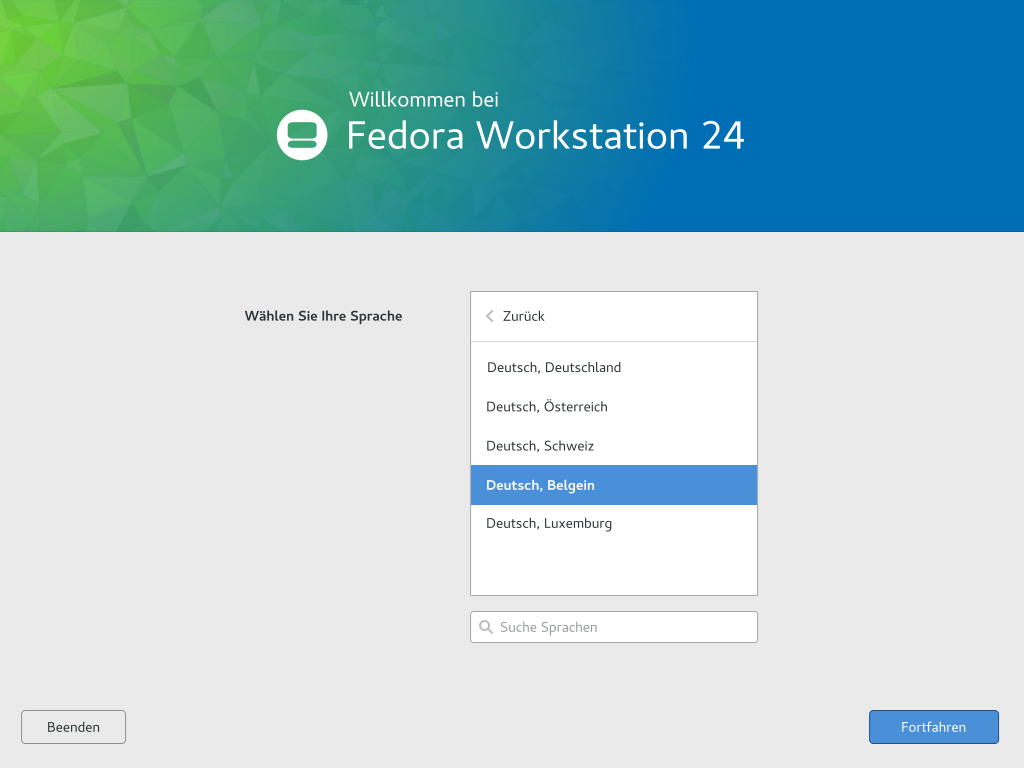 Willkommen bei
Fedora Workstation 24
Wählen Sie Ihre Sprache
Zurück
Deutsch, Deutschland
Deutsch, Österreich
Deutsch, Schweiz
Deutsch, Belgein
Deutsch, Luxemburg
Suche Sprachen
Beenden
Fortfahren